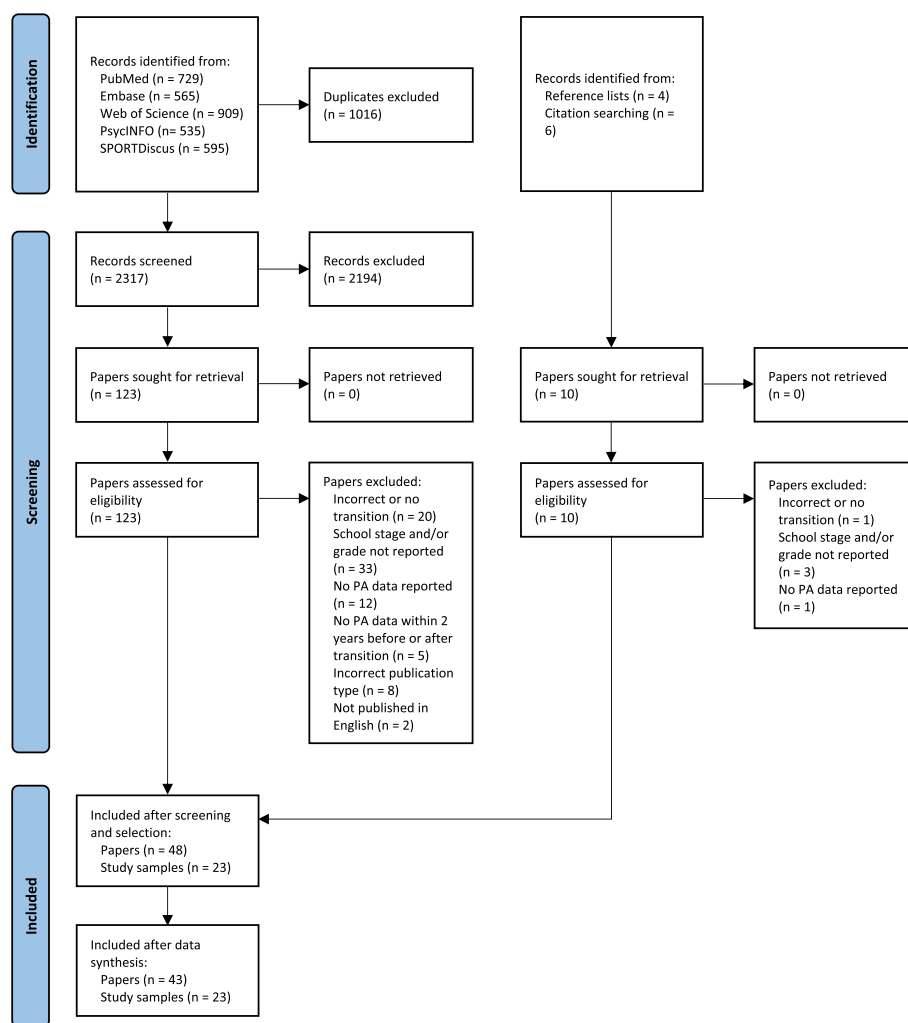 Identification
Records identified from:
PubMed (n = 729)
Embase (n = 565)
Web of Science (n = 909)
PsycINFO (n= 535)
SPORTDiscus (n = 595)
Duplicates excluded
(n = 1016)
Records identified from:
Reference lists (n = 4)
Citation searching (n =
6)
Screening
Records screened
(n = 2317)
Records excluded
(n = 2194)
Papers sought for retrieval
(n = 123)
Papers not retrieved
(n = 0)
Papers sought for retrieval
(n = 10)
Papers not retrieved
(n = 0)
Papers assessed for
eligibility
(n = 123)
Papers excluded:
Incorrect or no
transition (n = 20)
School stage and/or
grade not reported
(n = 33)
No PA data reported
(n = 12)
No PA data within 2
years before or after
transition (n = 5)
Incorrect publication
type (n = 8)
Not published in
English (n = 2)
Papers assessed for
eligibility
(n = 10)
Papers excluded:
Incorrect or no
transition (n = 1)
School stage and/or
grade not reported
(n = 3)
No PA data reported
(n = 1)
Included
Included after screening
and selection:
Papers (n = 48)
Study samples (n = 23)
Included after data
synthesis:
Papers (n = 43)
Study samples (n = 23)